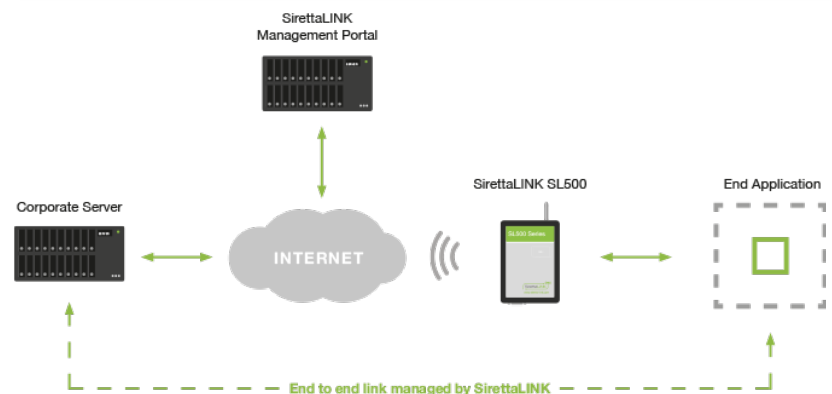 SirettaLINK
Management Portal
SirettaLINK SL500
End Application
Corporate Server
SL500 Series
INTERNET
End to end link managed by SirettaLINK